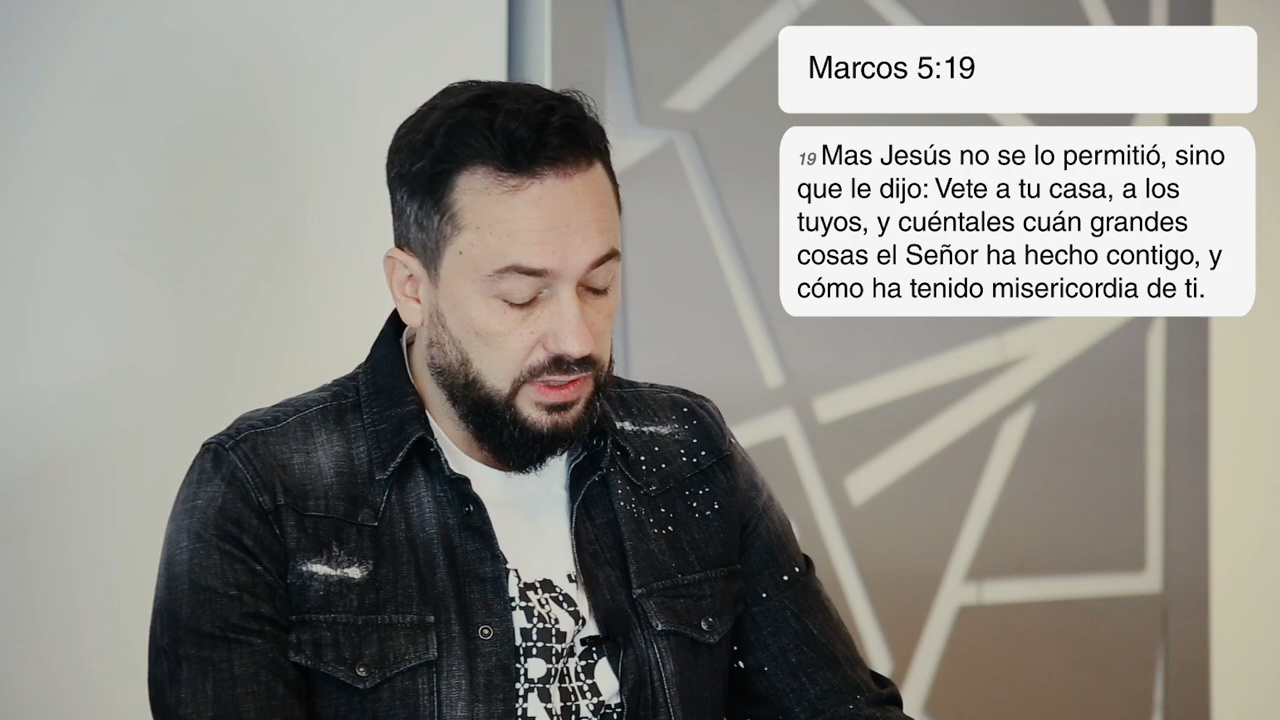 Marcos 5:19
19 Mas Jesús no se lo permitió, sino
que le dijo: Vete a tu casa, a los
tuyos, y cuéntales cuán grandes
cosas el Señor ha hecho contigo, y
cómo ha tenido misericordia de ti.